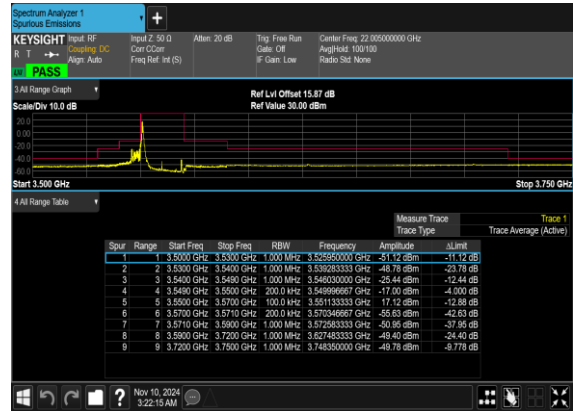 Spectrum Analyzer 1
Spurious Emissions
+
KEYSIGHT Input: RF Input Z: 50 Ω Atten: 20 dB Trig: Free Run Center Freq: 22.005000000 GHz
R T Coupling: DC Corr CCorr Gate: Off Avg|Hold: 100/100
Align: Auto Freq Ref: Int (S) IF Gain: Low Radio Std: None
LW PASS
3 All Range Graph
Ref Lvl Offset 15.87 dB
Scale/Div 10.0 dB Ref Value 30.00 dBm
20.0
0.00
-20.0
-40.0
-60.0
Start 3.500 GHz Stop 3.750 GHz
4 All Range Table
Measure Trace Trace 1
Trace Type Trace Average (Active)
Spur Range Start Freq Stop Freq RBW Frequency Amplitude ΔLimit
1 1 3.5000 GHz 3.5300 GHz 1.000 MHz 3.525950000 GHz -51.12 dBm -11.12 dB
2 2 3.5300 GHz 3.5400 GHz 1.000 MHz 3.539283333 GHz -48.78 dBm -23.78 dB
3 3 3.5400 GHz 3.5490 GHz 1.000 MHz 3.546030000 GHz -25.44 dBm -12.44 dB
4 4 3.5490 GHz 3.5500 GHz 200.0 kHz 3.549996667 GHz -17.00 dBm -4.000 dB
5 5 3.5500 GHz 3.5700 GHz 100.0 kHz 3.551133333 GHz 17.12 dBm -12.88 dB
6 6 3.5700 GHz 3.5710 GHz 200.0 kHz 3.570346667 GHz -55.63 dBm -42.63 dB
7 7 3.5710 GHz 3.5900 GHz 1.000 MHz 3.572583333 GHz -50.95 dBm -37.95 dB
8 8 3.5900 GHz 3.7200 GHz 1.000 MHz 3.627483333 GHz -49.40 dBm -24.40 dB
9 9 3.7200 GHz 3.7500 GHz 1.000 MHz 3.748350000 GHz -49.78 dBm -9.778 dB
? Nov 10, 2024
3:22:15 AM